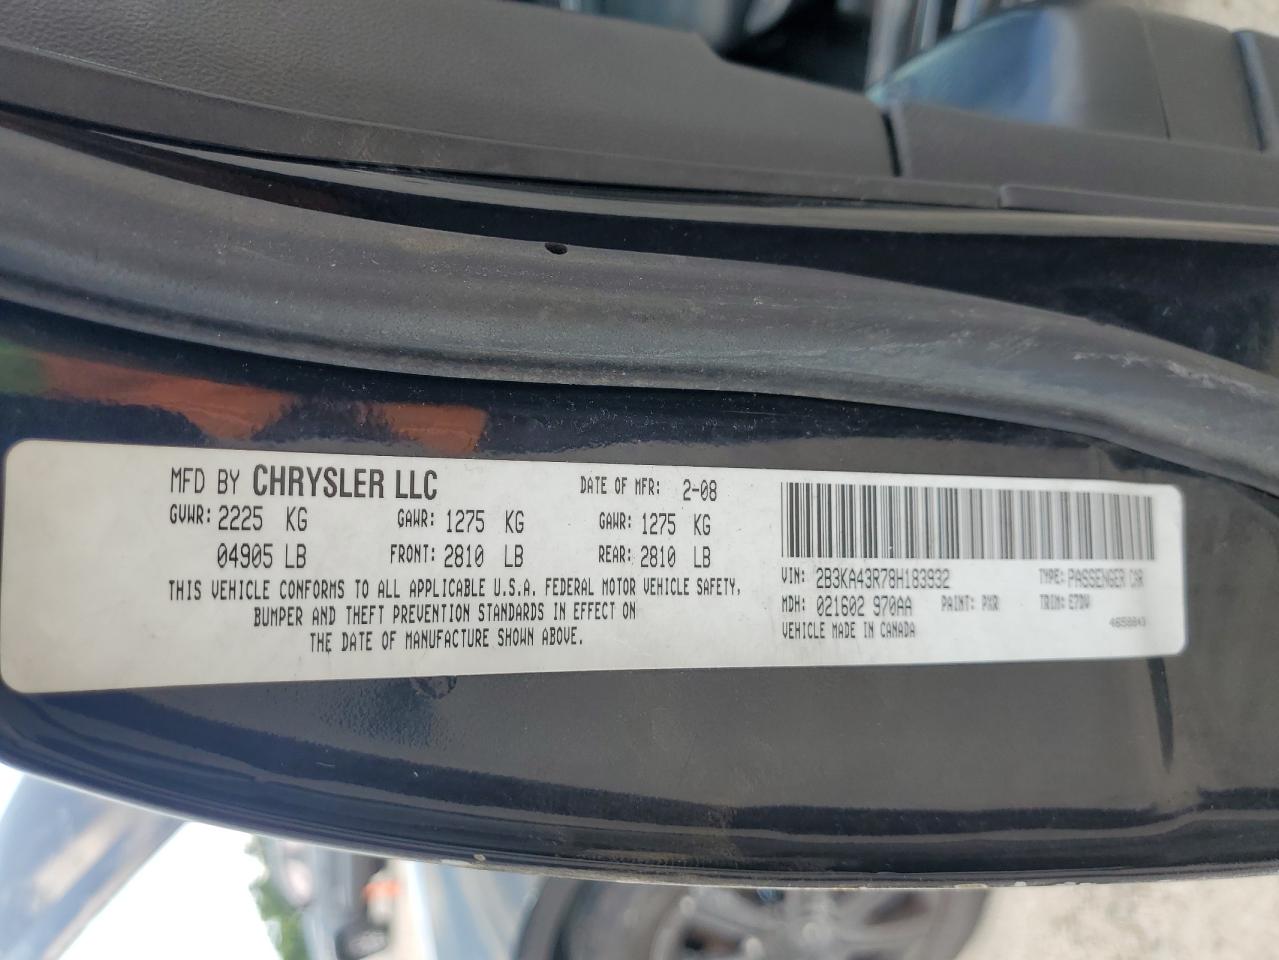 MFD BY CHRYSLER LLC DATE OF MFR: 2-08
GVWR: 2225 KG GAWR: 1275 KG GAWR: 1275 KG
04905 LB FRONT: 2810 LB REAR: 2810 LB
THIS VEHICLE CONFORMS TO ALL APPLICABLE U.S.A. FEDERAL MOTOR VEHICLE SAFETY,
BUMPER AND THEFT PREVENTION STANDARDS IN EFFECT ON
THE DATE OF MANUFACTURE SHOWN ABOVE.
VIN: 2B3KA43R78H183932 TYPE: PASSENGER CAR
MDH: 021602 970AA PAINT: PXR TRIM: E7DV
VEHICLE MADE IN CANADA